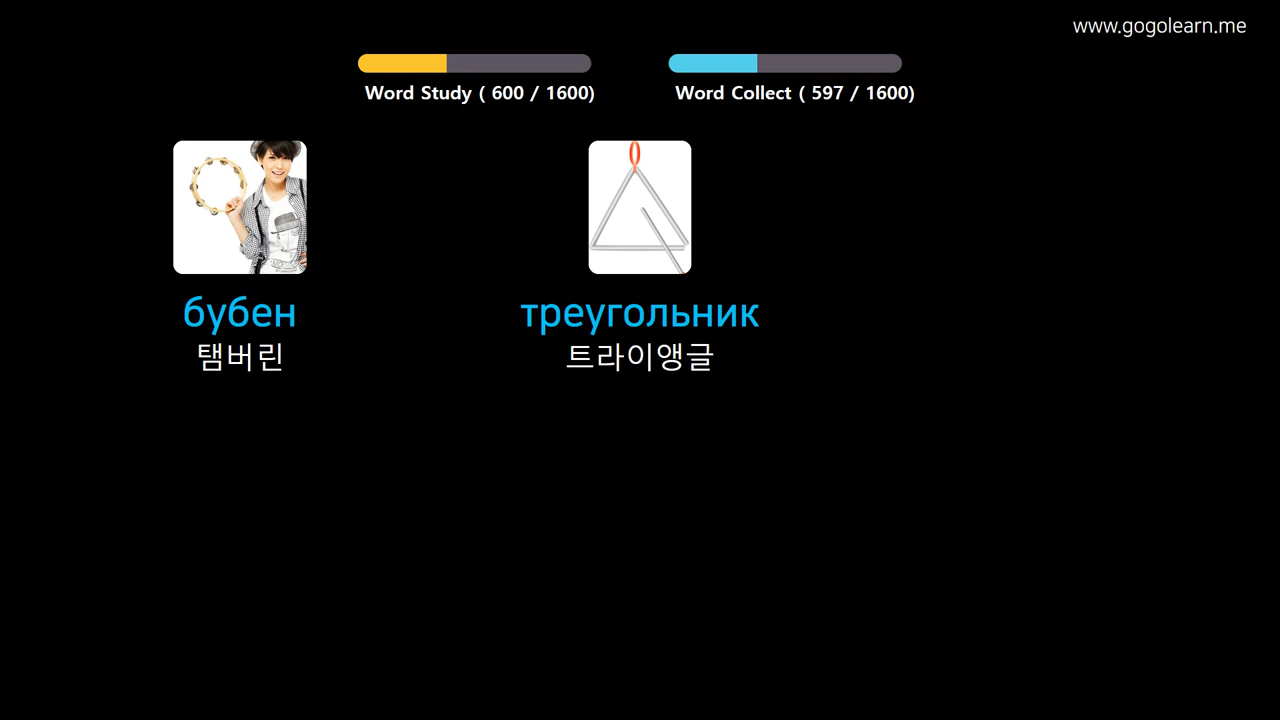 www.gogolearn.me
Word Study ( 600 / 1600)
Word Collect ( 597 / 1600)
бубен
탬버린
треугольник
트라이앵글